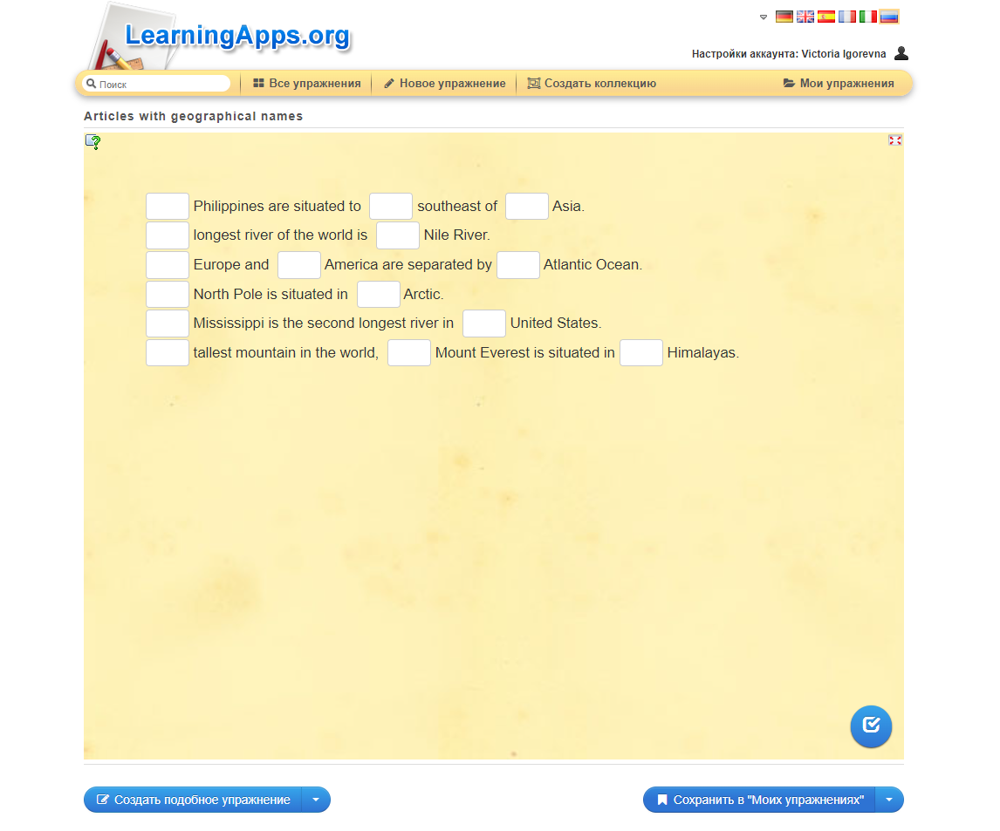 LearningApps.org
Настройки аккаунта: Victoria Igorevna
Поиск
Все упражнения
Новое упражнение
Создать коллекцию
Мои упражнения
Articles with geographical names
Philippines are situated to southeast of Asia.
longest river of the world is Nile River.
Europe and America are separated by Atlantic Ocean.
North Pole is situated in Arctic.
Mississippi is the second longest river in United States.
tallest mountain in the world, Mount Everest is situated in Himalayas.
Создать подобное упражнение
Сохранить в "Моих упражнениях"